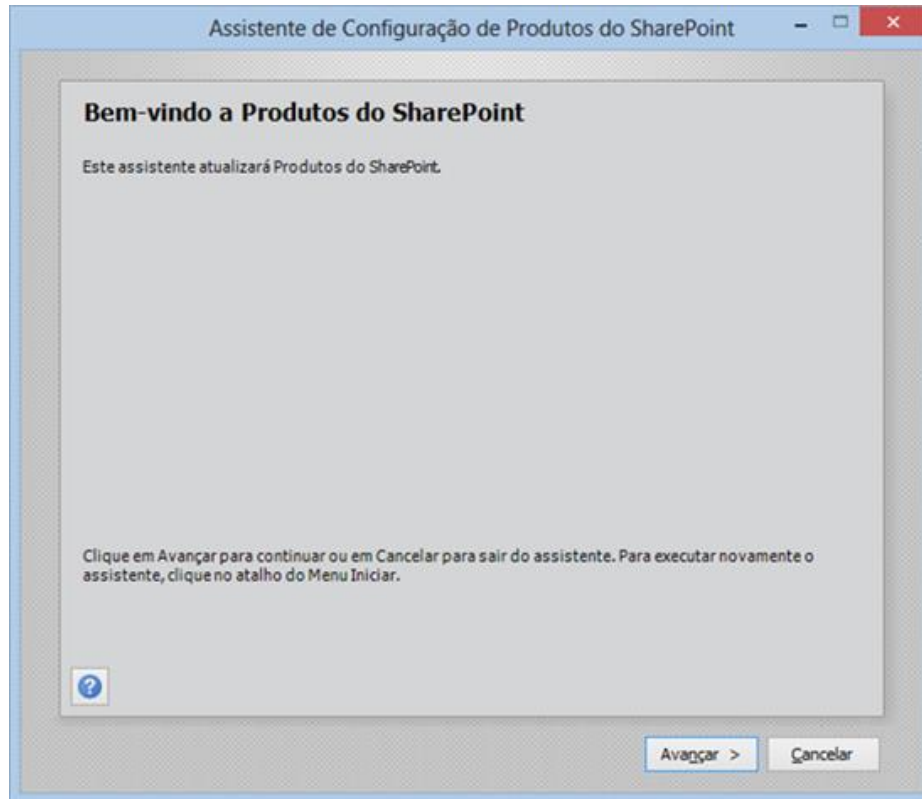 Assistente de Configuração de Produtos do SharePoint
Bem-vindo a Produtos do SharePoint
Este assistente atualizará Produtos do SharePoint.
Clique em Avançar para continuar ou em Cancelar para sair do assistente. Para executar novamente o
assistente, clique no atalho do Menu Iniciar.
Avançar >
Cancelar